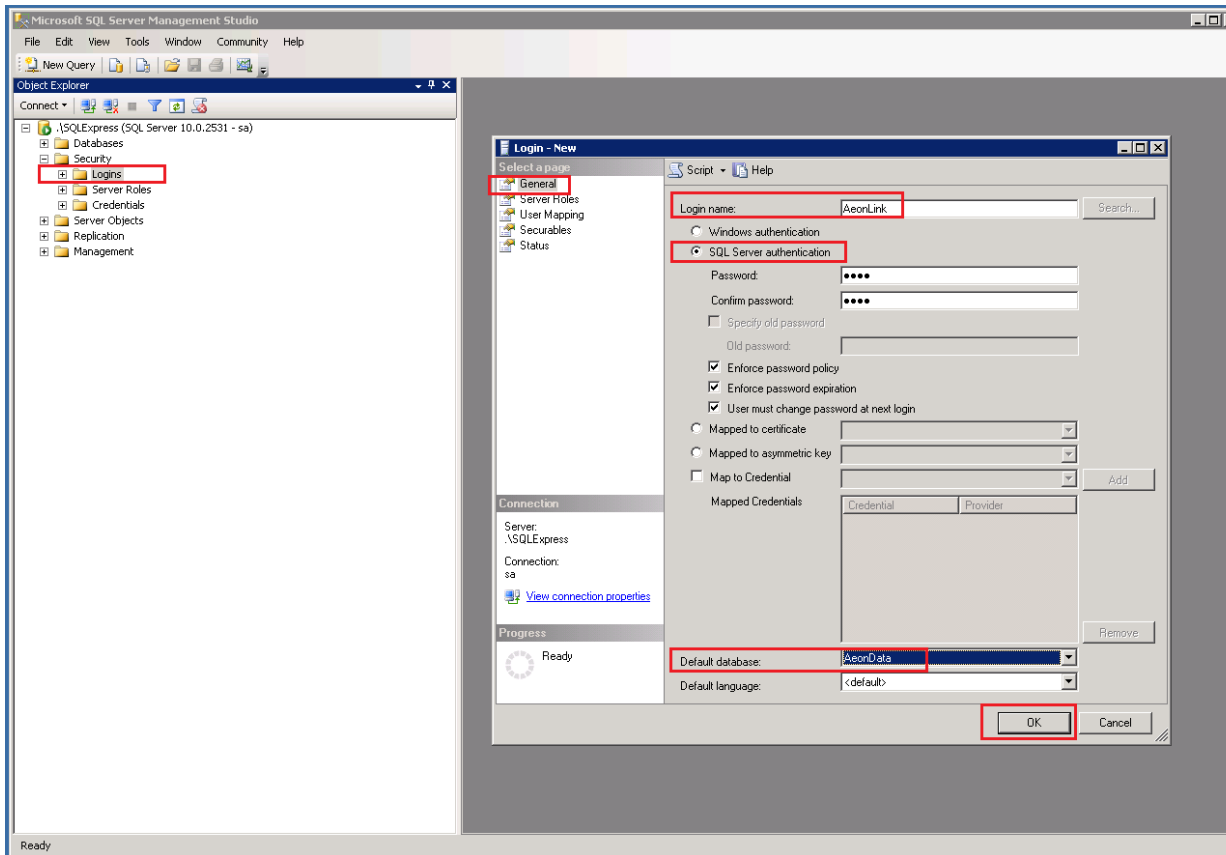 Microsoft SQL Server Management Studio
File Edit View Tools Window Community Help
New Query
Object Explorer
Connect
.\SQLExpress (SQL Server 10.0.2531 - sa)
Databases
Security
Logins
Server Roles
Credentials
Server Objects
Replication
Management
Login - New
Select a page
General
Server Roles
User Mapping
Securables
Status
Script Help
Login name: AeonLink Search...
Windows authentication
SQL Server authentication
Password: ••••
Confirm password: ••••
Specify old password
Old password:
Enforce password policy
Enforce password expiration
User must change password at next login
Mapped to certificate
Mapped to asymmetric key
Map to Credential Add
Mapped Credentials Credential Provider
Remove
Default database: AeonData
Default language: <default>
Connection
Server:
.\SQLExpress
Connection:
sa
View connection properties
Progress
Ready
OK Cancel
Ready